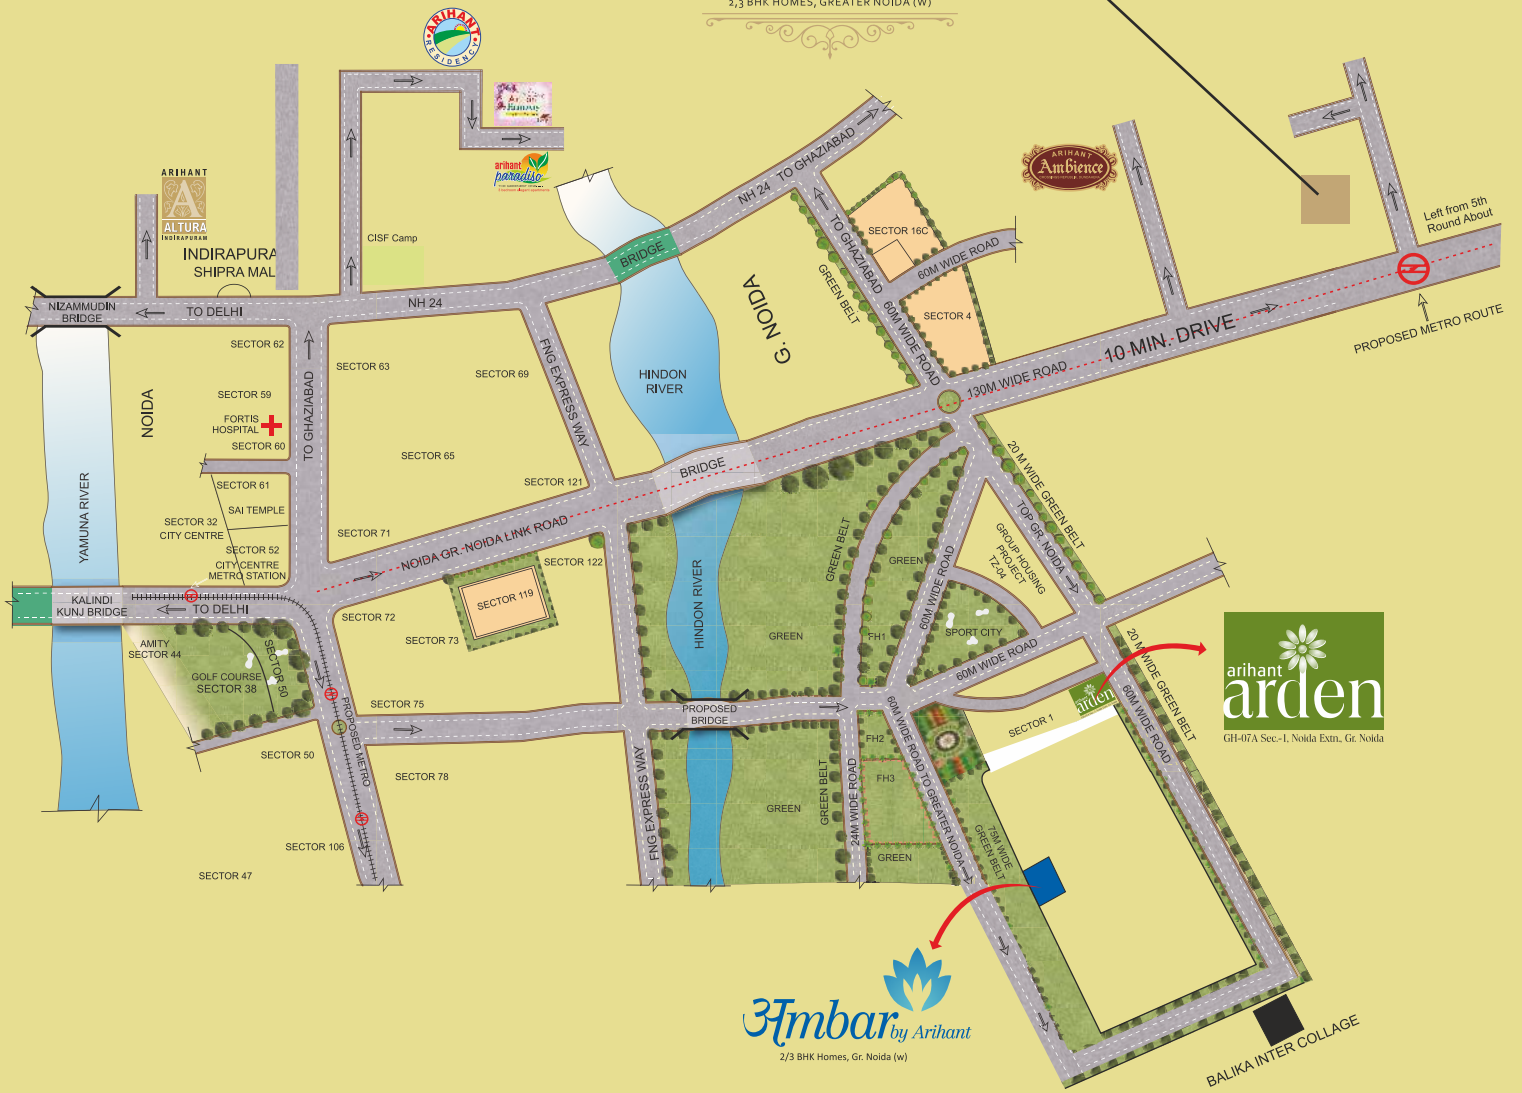 2,3 BHK HOMES, GREATER NOIDA (W)
ARIHANT
RESIDENCY
arihant
paradiso
ARIHANT
A
ALTURA
INDIRAPURAM
INDIRAPURA
SHIPRA MAL
CISF Camp
ARIHANT
Ambience
NH 24
TO GHAZIABAD
BRIDGE
SECTOR 16C
TO GHAZIABAD
60M WIDE ROAD
GREEN BELT
SECTOR 4
60M WIDE ROAD
Left from 5th
Round About
PROPOSED METRO ROUTE
10 MIN. DRIVE
130M WIDE ROAD
NIZAMMUDIN
BRIDGE
TO DELHI
NH 24
G. NOIDA
SECTOR 62
SECTOR 63
SECTOR 69
FNG EXPRESS WAY
HINDON
RIVER
NOIDA
SECTOR 59
FORTIS
HOSPITAL
SECTOR 60
TO GHAZIABAD
SECTOR 65
SECTOR 121
BRIDGE
YAMUNA RIVER
SECTOR 61
SAI TEMPLE
SECTOR 32
CITY CENTRE
SECTOR 52
CITY CENTRE
METRO STATION
SECTOR 71
NOIDA GR. NOIDA LINK ROAD
SECTOR 122
SECTOR 119
KALINDI
KUNJ BRIDGE
TO DELHI
SECTOR 72
SECTOR 73
AMITY
SECTOR 44
GOLF COURSE
SECTOR 38
SECTOR 50
SECTOR 75
PROPOSED METRO
SECTOR 50
SECTOR 78
SECTOR 106
SECTOR 47
HINDON RIVER
GREEN
GREEN BELT
GREEN
60M WIDE ROAD
FH1
SPORT CITY
60M WIDE ROAD
GROUP HOUSING
PROJECT
TZ-04
TOP GR. NOIDA
20 M WIDE GREEN BELT
PROPOSED
BRIDGE
FNG EXPRESS WAY
GREEN
GREEN BELT
24M WIDE ROAD
FH2
FH3
GREEN
60M WIDE ROAD TO GREATER NOIDA
75M WIDE
GREEN BELT
SECTOR 1
arden
20 M WIDE GREEN BELT
60M WIDE ROAD
arihant
arden
GH-07A Sec.-I, Noida Extn., Gr. Noida
अmbar
by Arihant
2/3 BHK Homes, Gr. Noida (w)
BALIKA INTER COLLAGE